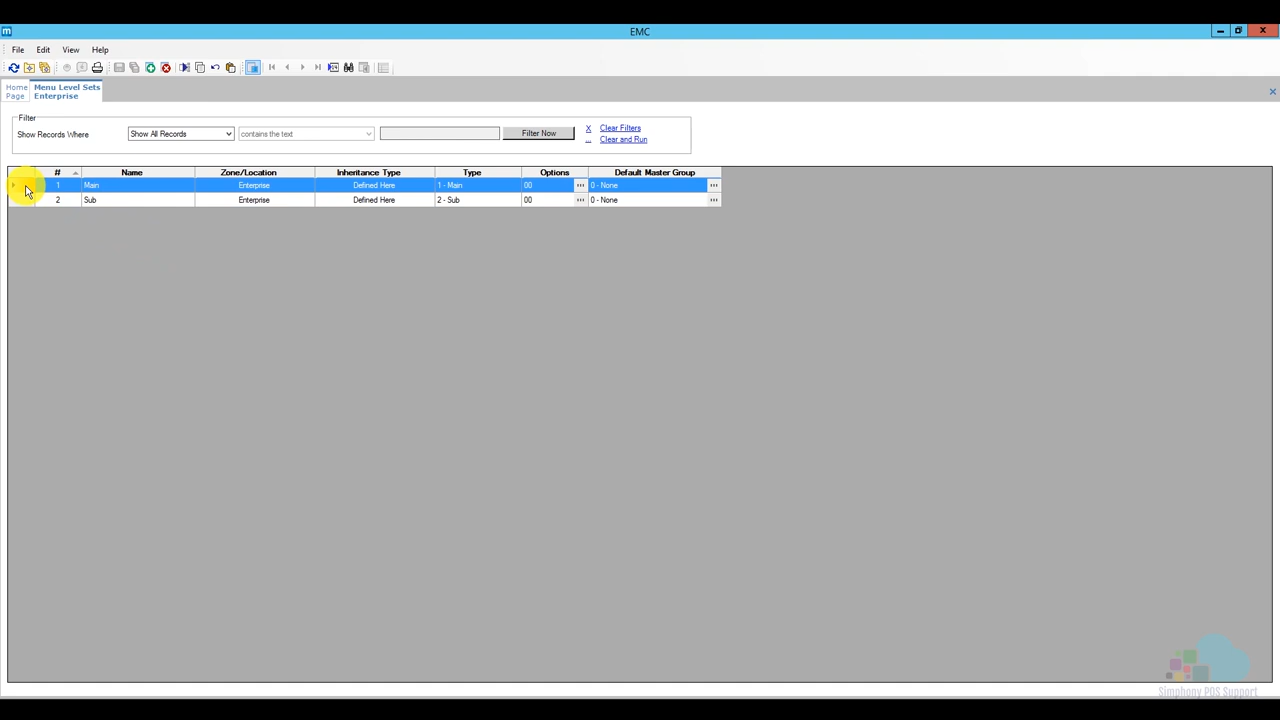 EMC
File Edit View Help
Home Page
Menu Level Sets Enterprise
Filter
Show Records Where Show All Records contains the text Filter Now X Clear Filters
... Clear and Run
# Name Zone/Location Inheritance Type Type Options Default Master Group
1 Main Enterprise Defined Here 1 - Main 00 ... 0 - None ...
2 Sub Enterprise Defined Here 2 - Sub 00 ... 0 - None ...
Simphony POS Support